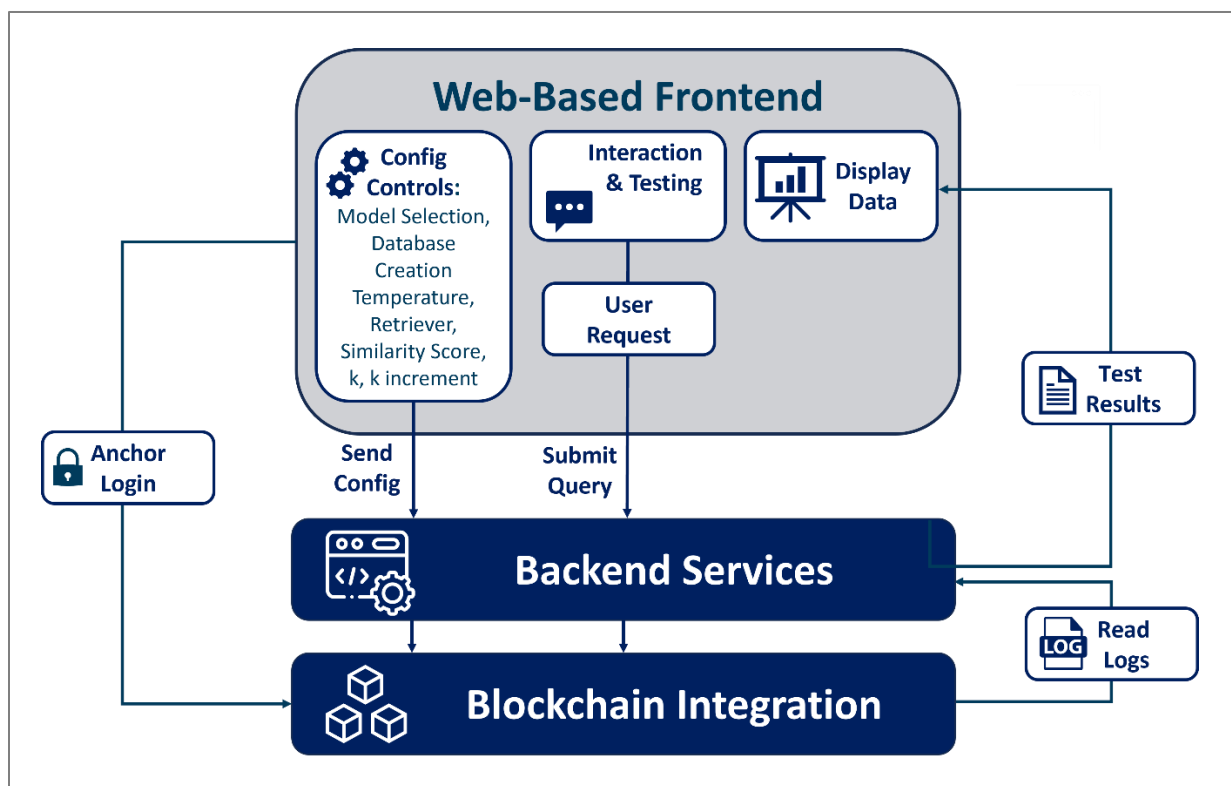 Web-Based Frontend
Config
Controls:
Model Selection,
Database
Creation
Temperature,
Retriever,
Similarity Score,
k, k increment
Interaction
& Testing
Display
Data
User
Request
Test
Results
Anchor
Login
Send
Config
Submit
Query
</>
Backend Services
LOG
Read
Logs
Blockchain Integration